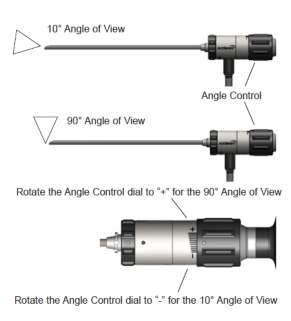 10° Angle of View
Angle Control
90° Angle of View
Rotate the Angle Control dial to “+” for the 90° Angle of View
+
-
Rotate the Angle Control dial to “-” for the 10° Angle of View